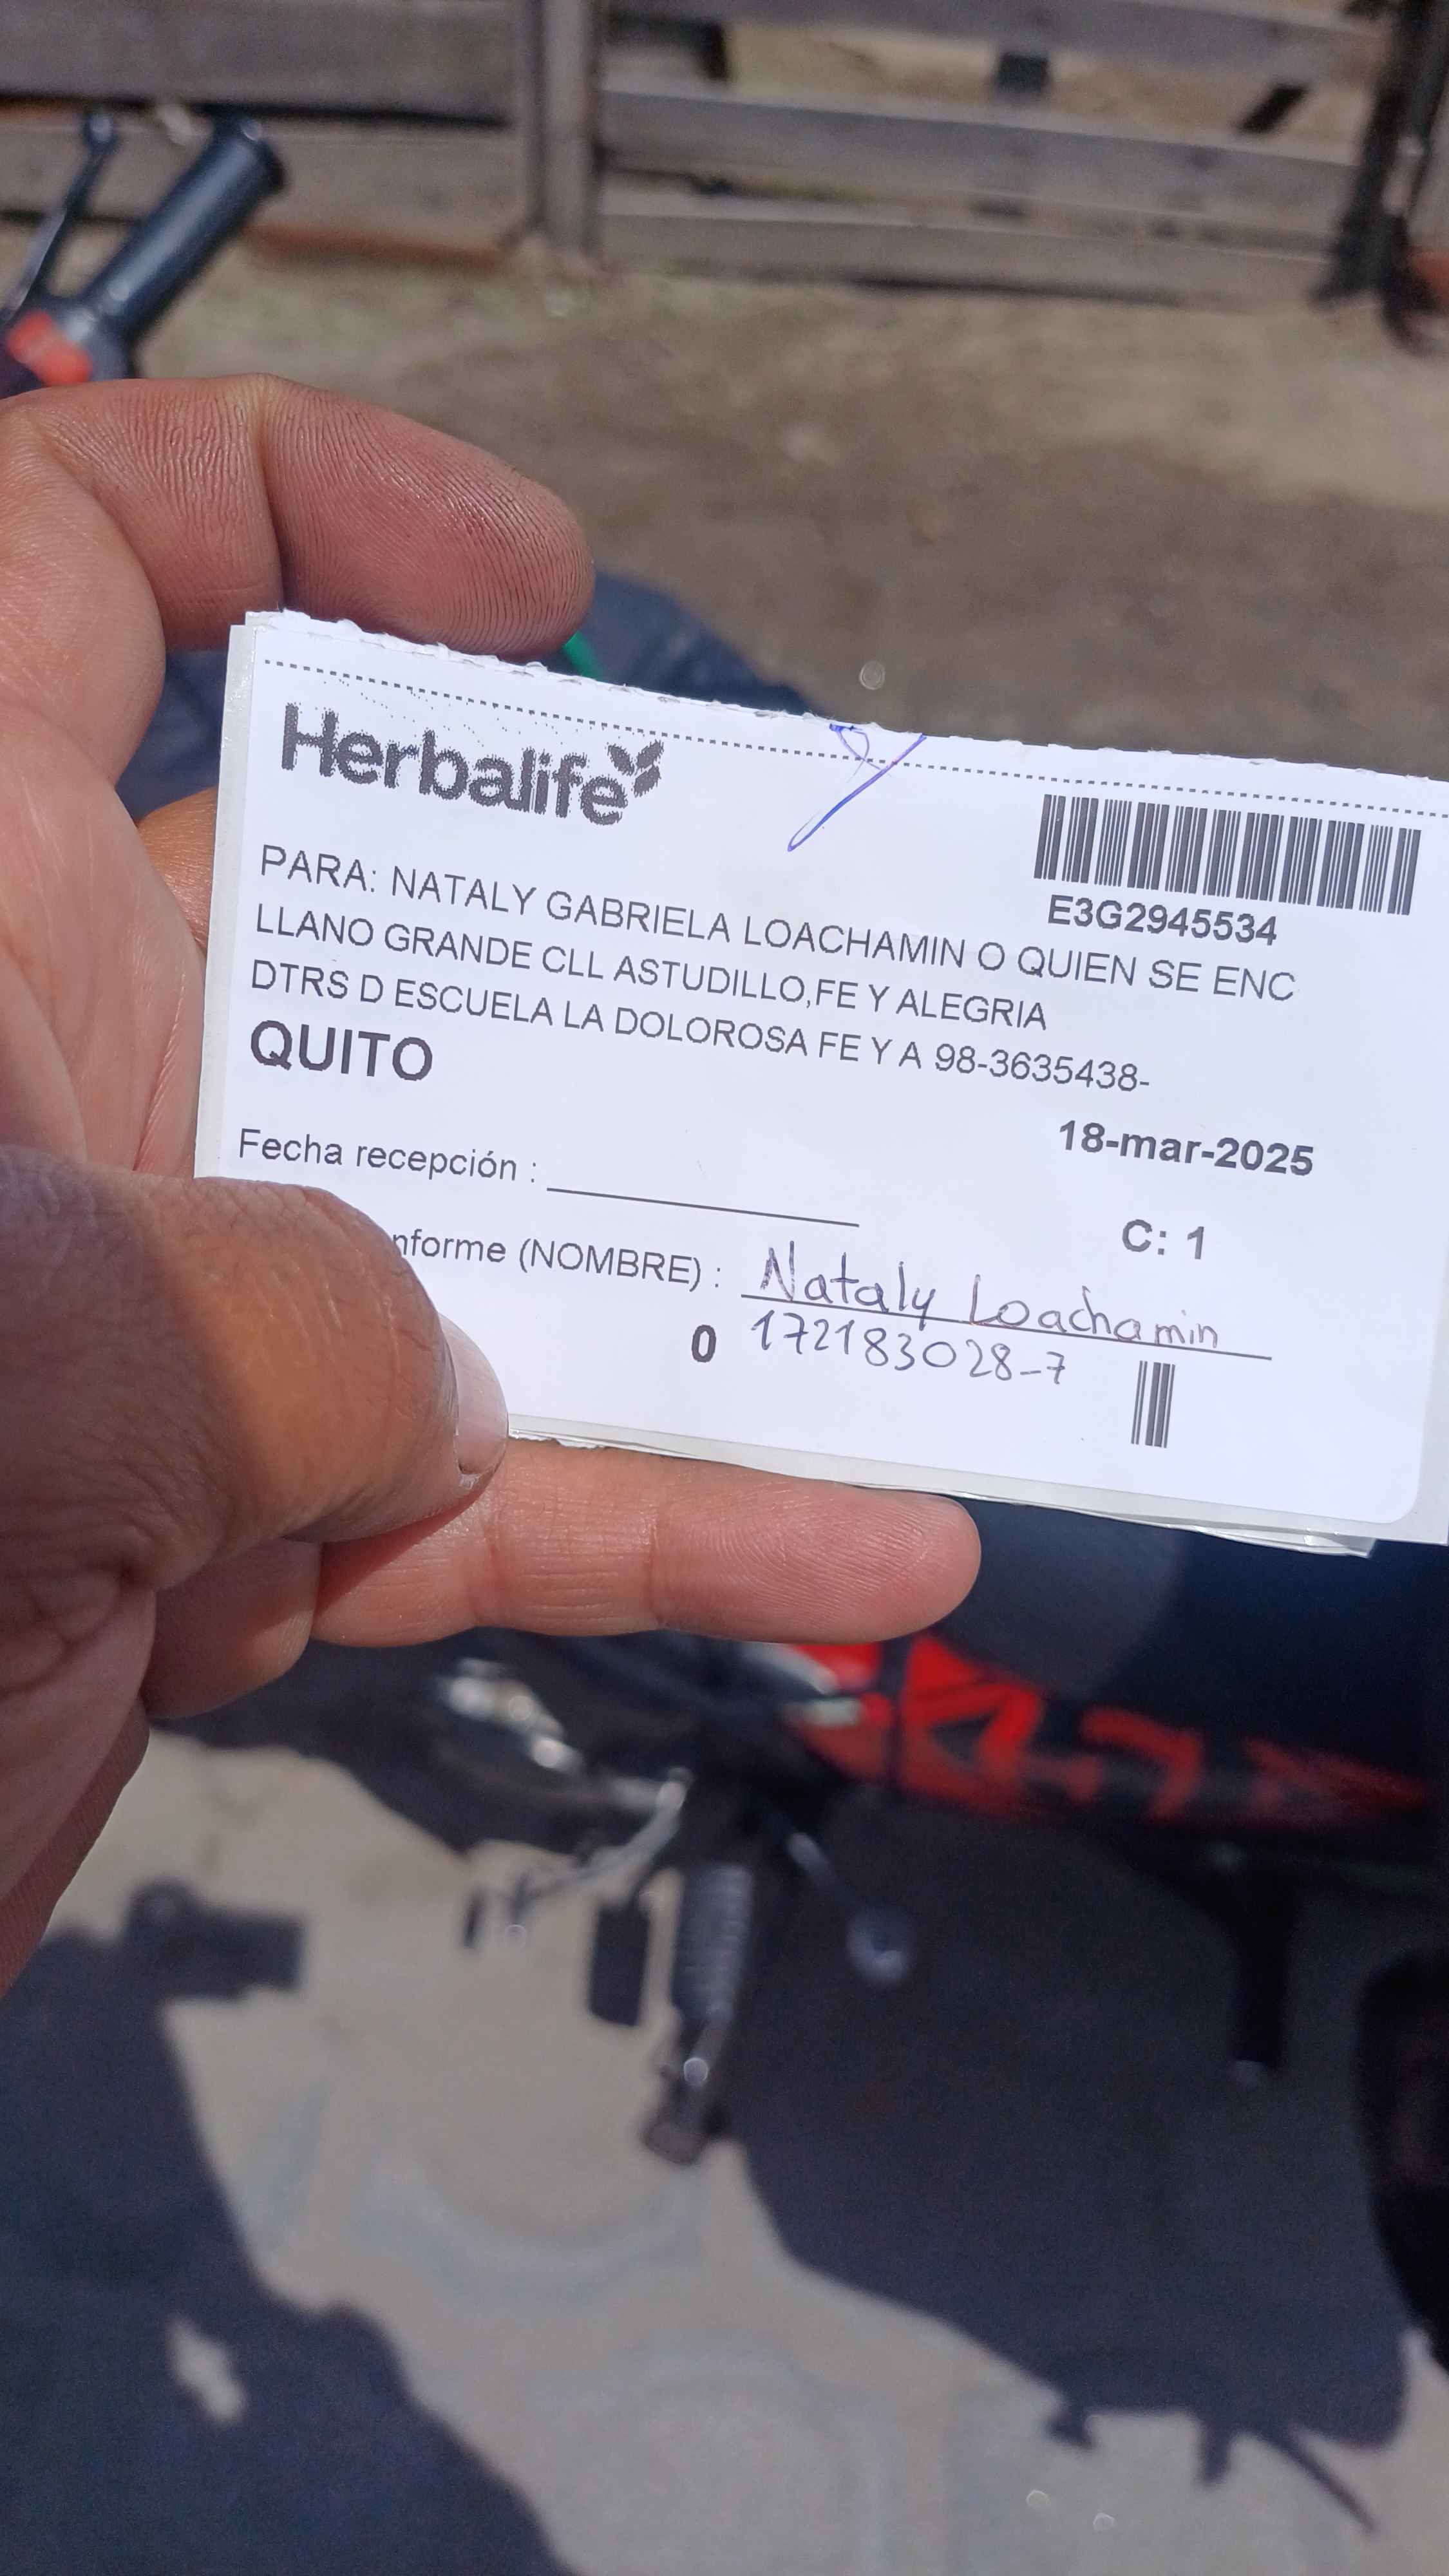 Herbalife
E3G2945534
PARA: NATALY GABRIELA LOACHAMIN O QUIEN SE ENC
LLANO GRANDE CLL ASTUDILLO,FE Y ALEGRIA
DTRS D ESCUELA LA DOLOROSA FE Y A 98-3635438-
QUITO
18-mar-2025
Fecha recepción :
C: 1
nforme (NOMBRE) : Nataly Loachamin
0 172183028-7